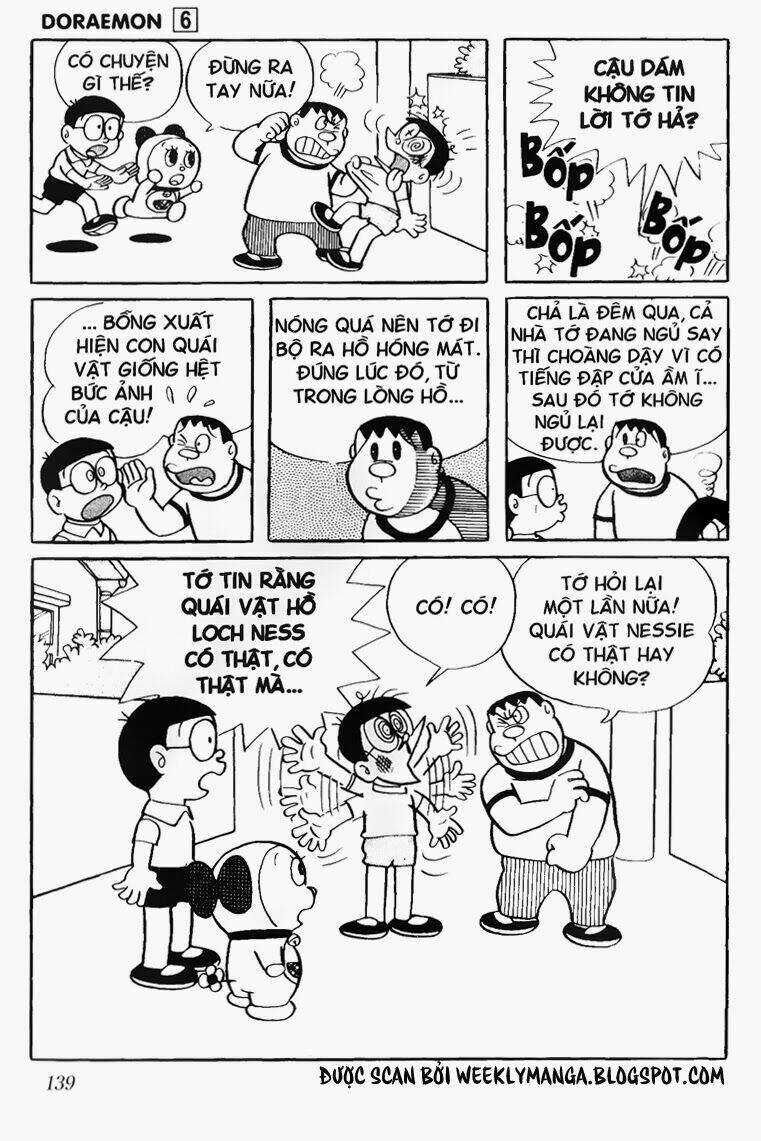 DORAEMON 6
CẬU DÁM
KHÔNG TIN
LỜI TỚ HẢ?
BỐP
BỐP
BỐP
ĐỪNG RA
TAY NỮA!
CÓ CHUYỆN
GÌ THẾ?
CHẢ LÀ ĐÊM QUA, CẢ
NHÀ TỚ ĐANG NGỦ SAY
THÌ CHOÀNG DẬY VÌ CÓ
TIẾNG ĐẬP CỬA ẦM Ĩ...
SAU ĐÓ TỚ KHÔNG
NGỦ LẠI
ĐƯỢC.
NÓNG QUÁ NÊN TỚ ĐI
BỘ RA HỒ HÓNG MÁT.
ĐÚNG LÚC ĐÓ, TỪ
TRONG LÒNG HỒ...
... BỖNG XUẤT
HIỆN CON QUÁI
VẬT GIỐNG HỆT
BỨC ẢNH
CỦA CẬU!
TỚ HỎI LẠI
MỘT LẦN NỮA!
QUÁI VẬT NESSIE
CÓ THẬT HAY
KHÔNG?
CÓ! CÓ!
TỚ TIN RẰNG
QUÁI VẬT HỒ
LOCH NESS
CÓ THẬT, CÓ
THẬT MÀ...
139
ĐƯỢC SCAN BỞI WEEKLYMANGA.BLOGSPOT.COM